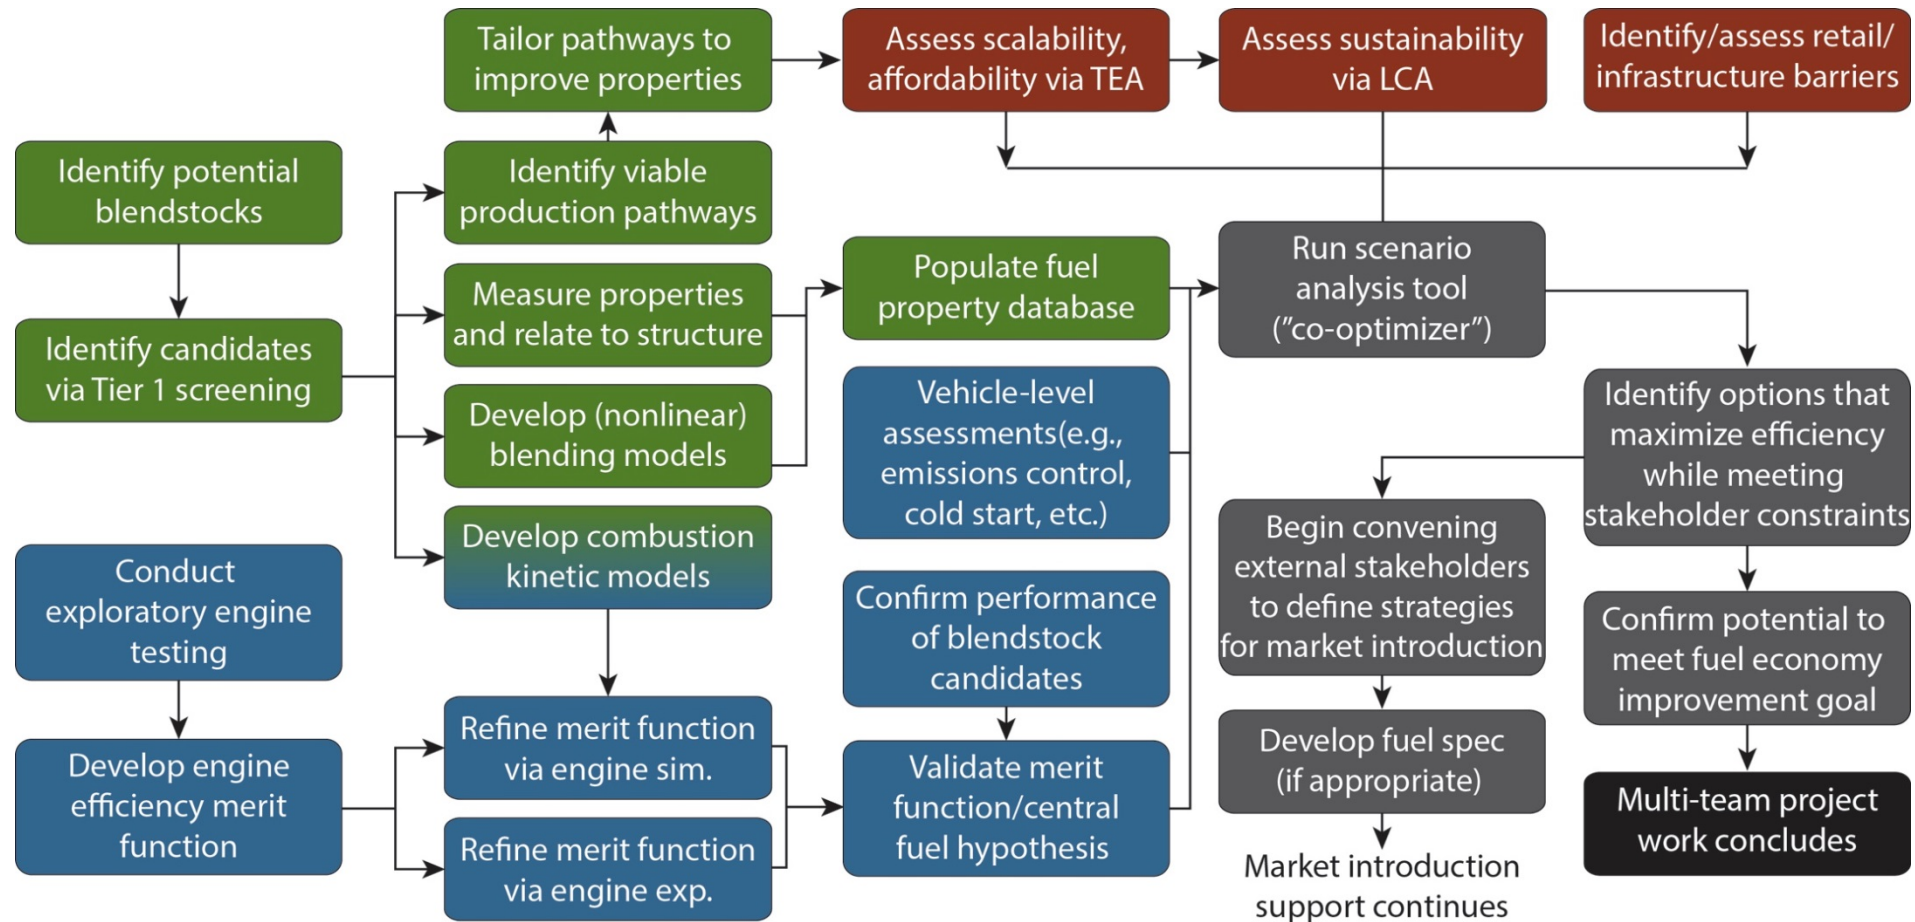 Tailor pathways to
improve properties
Assess scalability,
affordability via TEA
Assess sustainability
via LCA
Identify/assess retail/
infrastructure barriers
Identify potential
blendstocks
Identify viable
production pathways
Populate fuel
property database
Run scenario
analysis tool
(”co-optimizer”)
Identify candidates
via Tier 1 screening
Measure properties
and relate to structure
Develop (nonlinear)
blending models
Vehicle-level
assessments(e.g.,
emissions control,
cold start, etc.)
Identify options that
maximize efficiency
while meeting
stakeholder constraints
Conduct
exploratory engine
testing
Develop combustion
kinetic models
Confirm performance
of blendstock
candidates
Begin convening
external stakeholders
to define strategies
for market introduction
Confirm potential to
meet fuel economy
improvement goal
Develop engine
efficiency merit
function
Refine merit function
via engine sim.
Refine merit function
via engine exp.
Validate merit
function/central
fuel hypothesis
Develop fuel spec
(if appropriate)
Multi-team project
work concludes
Market introduction
support continues